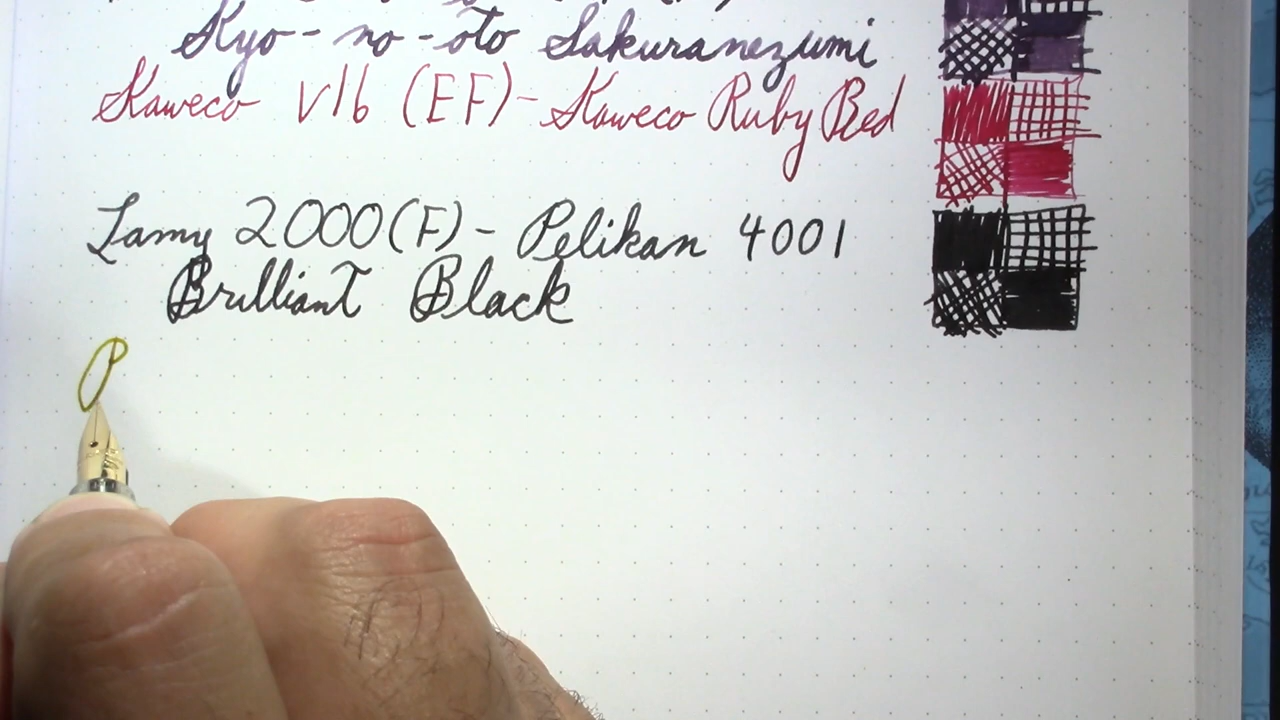 Kyo-no-oto Sakuranezumi
Kaweco V16 (EF)- Kaweco Ruby Red
Lamy 2000(F)- Pelikan 4001
Brilliant Black